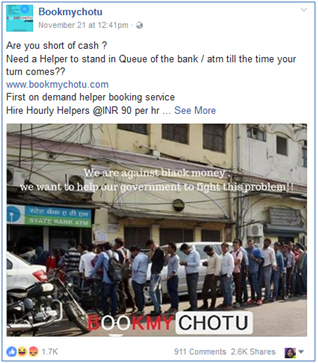 Bookmychotu
November 21 at 12:41pm ·
Are you short of cash ?
Need a Helper to stand in Queue of the bank / atm till the time your
turn comes??
www.bookmychotu.com
First on demand helper booking service
Hire Hourly Helpers @INR 90 per hr ... See More
We are against black money ,
we want to help our government to fight this problem!!
स्टेट बैंक ए टी एम
STATE BANK ATM
BOOKMY CHOTU
1.7K
911 Comments 2.6K Shares